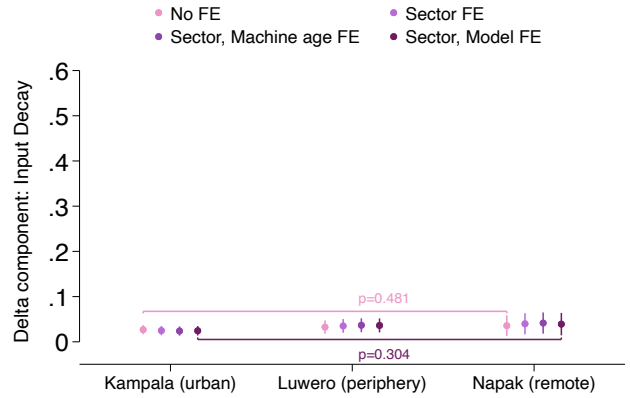 No FE
Sector FE
Sector, Machine age FE
Sector, Model FE
Delta component: Input Decay
.6
.5
.4
.3
.2
.1
0
p=0.481
p=0.304
Kampala (urban)
Luwero (periphery)
Napak (remote)